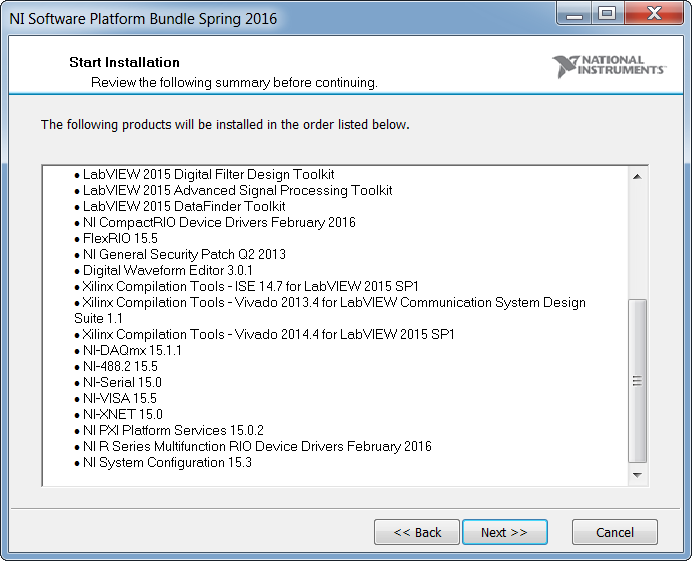 NI Software Platform Bundle Spring 2016
Start Installation
Review the following summary before continuing.
NATIONAL
INSTRUMENTS™
The following products will be installed in the order listed below.
• LabVIEW 2015 Digital Filter Design Toolkit
• LabVIEW 2015 Advanced Signal Processing Toolkit
• LabVIEW 2015 DataFinder Toolkit
• NI CompactRIO Device Drivers February 2016
• FlexRIO 15.5
• NI General Security Patch Q2 2013
• Digital Waveform Editor 3.0.1
• Xilinx Compilation Tools - ISE 14.7 for LabVIEW 2015 SP1
• Xilinx Compilation Tools - Vivado 2013.4 for LabVIEW Communication System Design
Suite 1.1
• Xilinx Compilation Tools - Vivado 2014.4 for LabVIEW 2015 SP1
• NI-DAQmx 15.1.1
• NI-488.2 15.5
• NI-Serial 15.0
• NI-VISA 15.5
• NI-XNET 15.0
• NI PXI Platform Services 15.0.2
• NI R Series Multifunction RIO Device Drivers February 2016
• NI System Configuration 15.3
<< Back
Next >>
Cancel